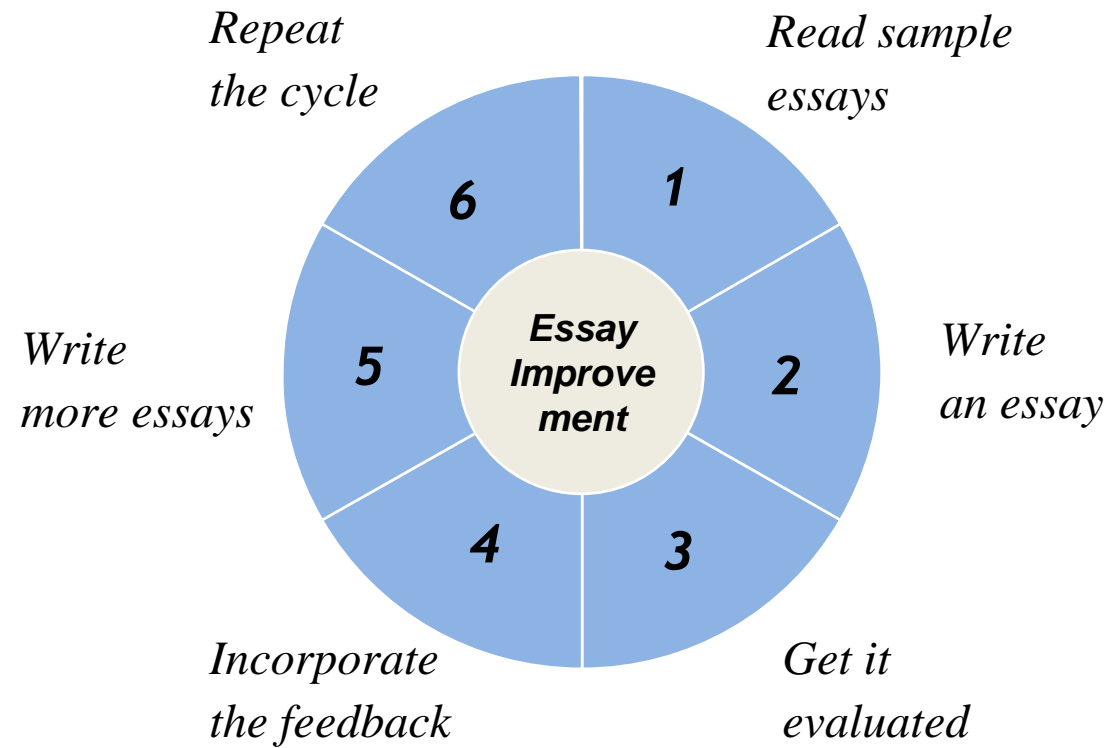 Repeat
the cycle
Read sample
essays
6
1
Write
more essays
5
Essay
Improve
ment
2
Write
an essay
4
3
Incorporate
the feedback
Get it
evaluated